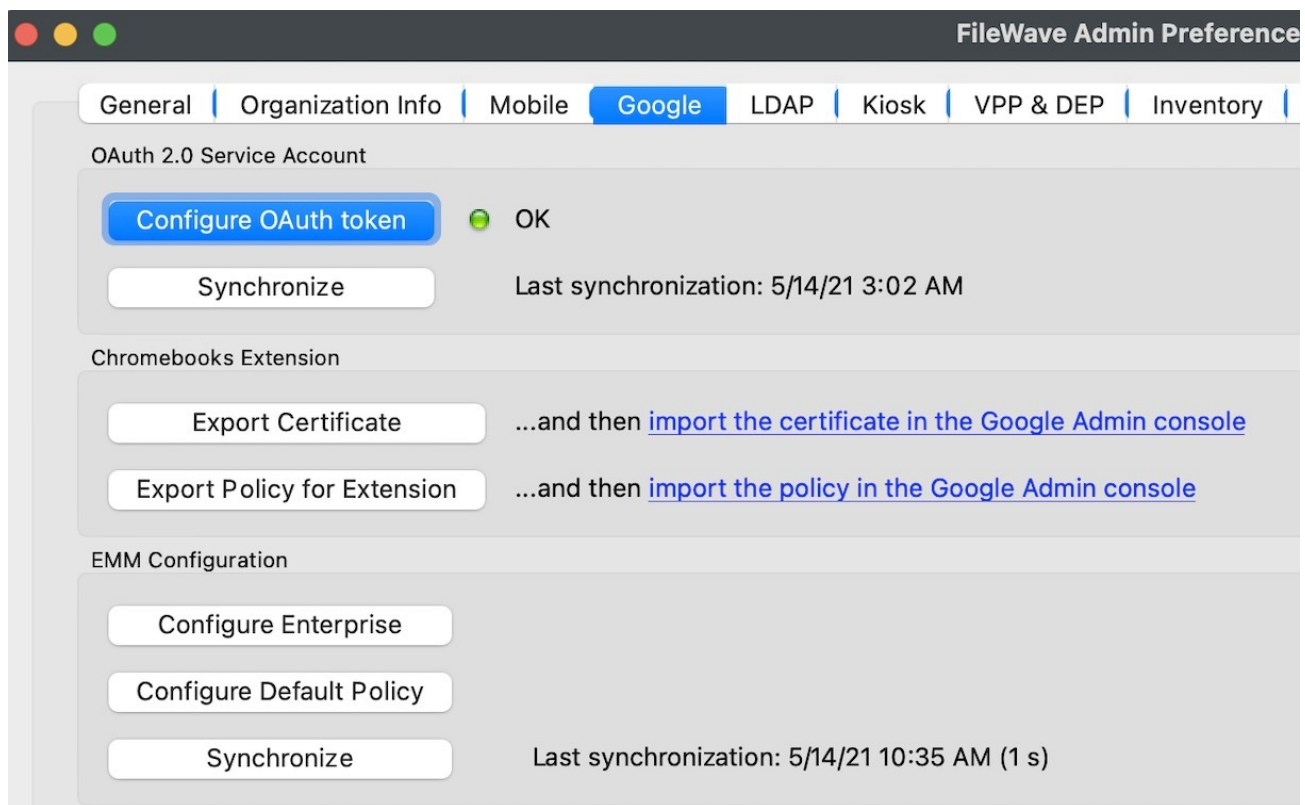 FileWave Admin Preference
General Organization Info Mobile Google LDAP Kiosk VPP & DEP Inventory
OAuth 2.0 Service Account
Configure OAuth token OK
Synchronize Last synchronization: 5/14/21 3:02 AM
Chromebooks Extension
Export Certificate ...and then import the certificate in the Google Admin console
Export Policy for Extension ...and then import the policy in the Google Admin console
EMM Configuration
Configure Enterprise
Configure Default Policy
Synchronize Last synchronization: 5/14/21 10:35 AM (1 s)